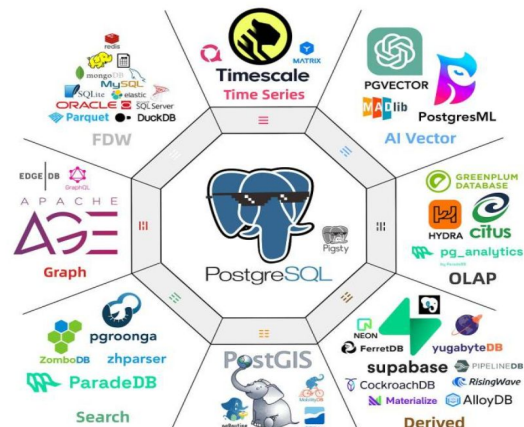 redis
mongoDB
MySQL
SQLite
elastic
ORACLE
SQL Server
Parquet
DuckDB
FDW
MATRIX
Timescale
Time Series
PGVECTOR
MADlib
PostgresML
AI Vector
EDGE DB
GraphQL
APACHE
AGE
Graph
PostgreSQL
Pigsty
GREENPLUM
DATABASE
HYDRA
citus
pg_analytics
OLAP
pgroonga
ZomboDB
zhparser
ParadeDB
Search
PostGIS
NEON
FerretDB
yugabyteDB
supabase
PIPELINEDB
CockroachDB
RisingWave
Materialize
AlloyDB
Derived